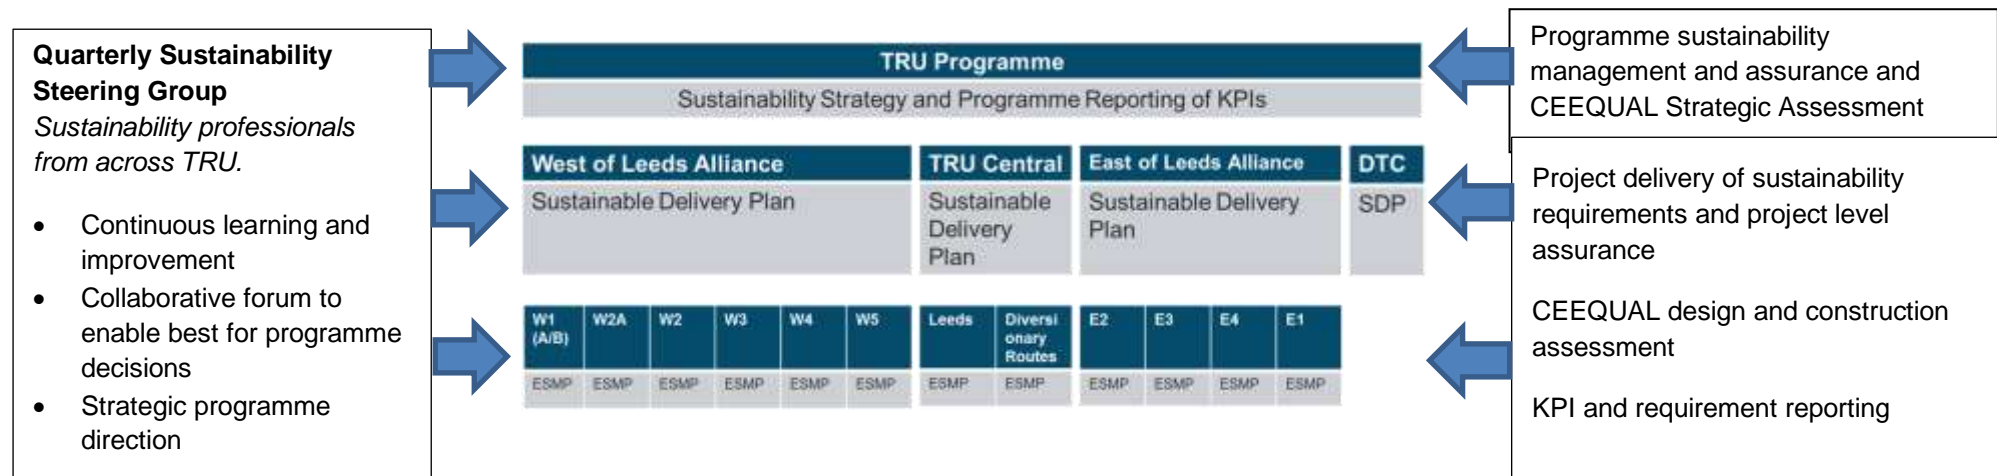 Quarterly Sustainability
Steering Group
Sustainability professionals
from across TRU.
• Continuous learning and
improvement
• Collaborative forum to
enable best for programme
decisions
• Strategic programme
direction
TRU Programme
Sustainability Strategy and Programme Reporting of KPIs
West of Leeds Alliance
Sustainable Delivery Plan
TRU Central
Sustainable
Delivery
Plan
East of Leeds Alliance
Sustainable Delivery
Plan
DTC
SDP
W1
(A/B)
ESMP
W2A
ESMP
W2
ESMP
W3
ESMP
W4
ESMP
W5
ESMP
Leeds
ESMP
Diversi
onary
Routes
ESMP
E2
ESMP
E3
ESMP
E4
ESMP
E1
ESMP
Programme sustainability
management and assurance and
CEEQUAL Strategic Assessment
Project delivery of sustainability
requirements and project level
assurance
CEEQUAL design and construction
assessment
KPI and requirement reporting